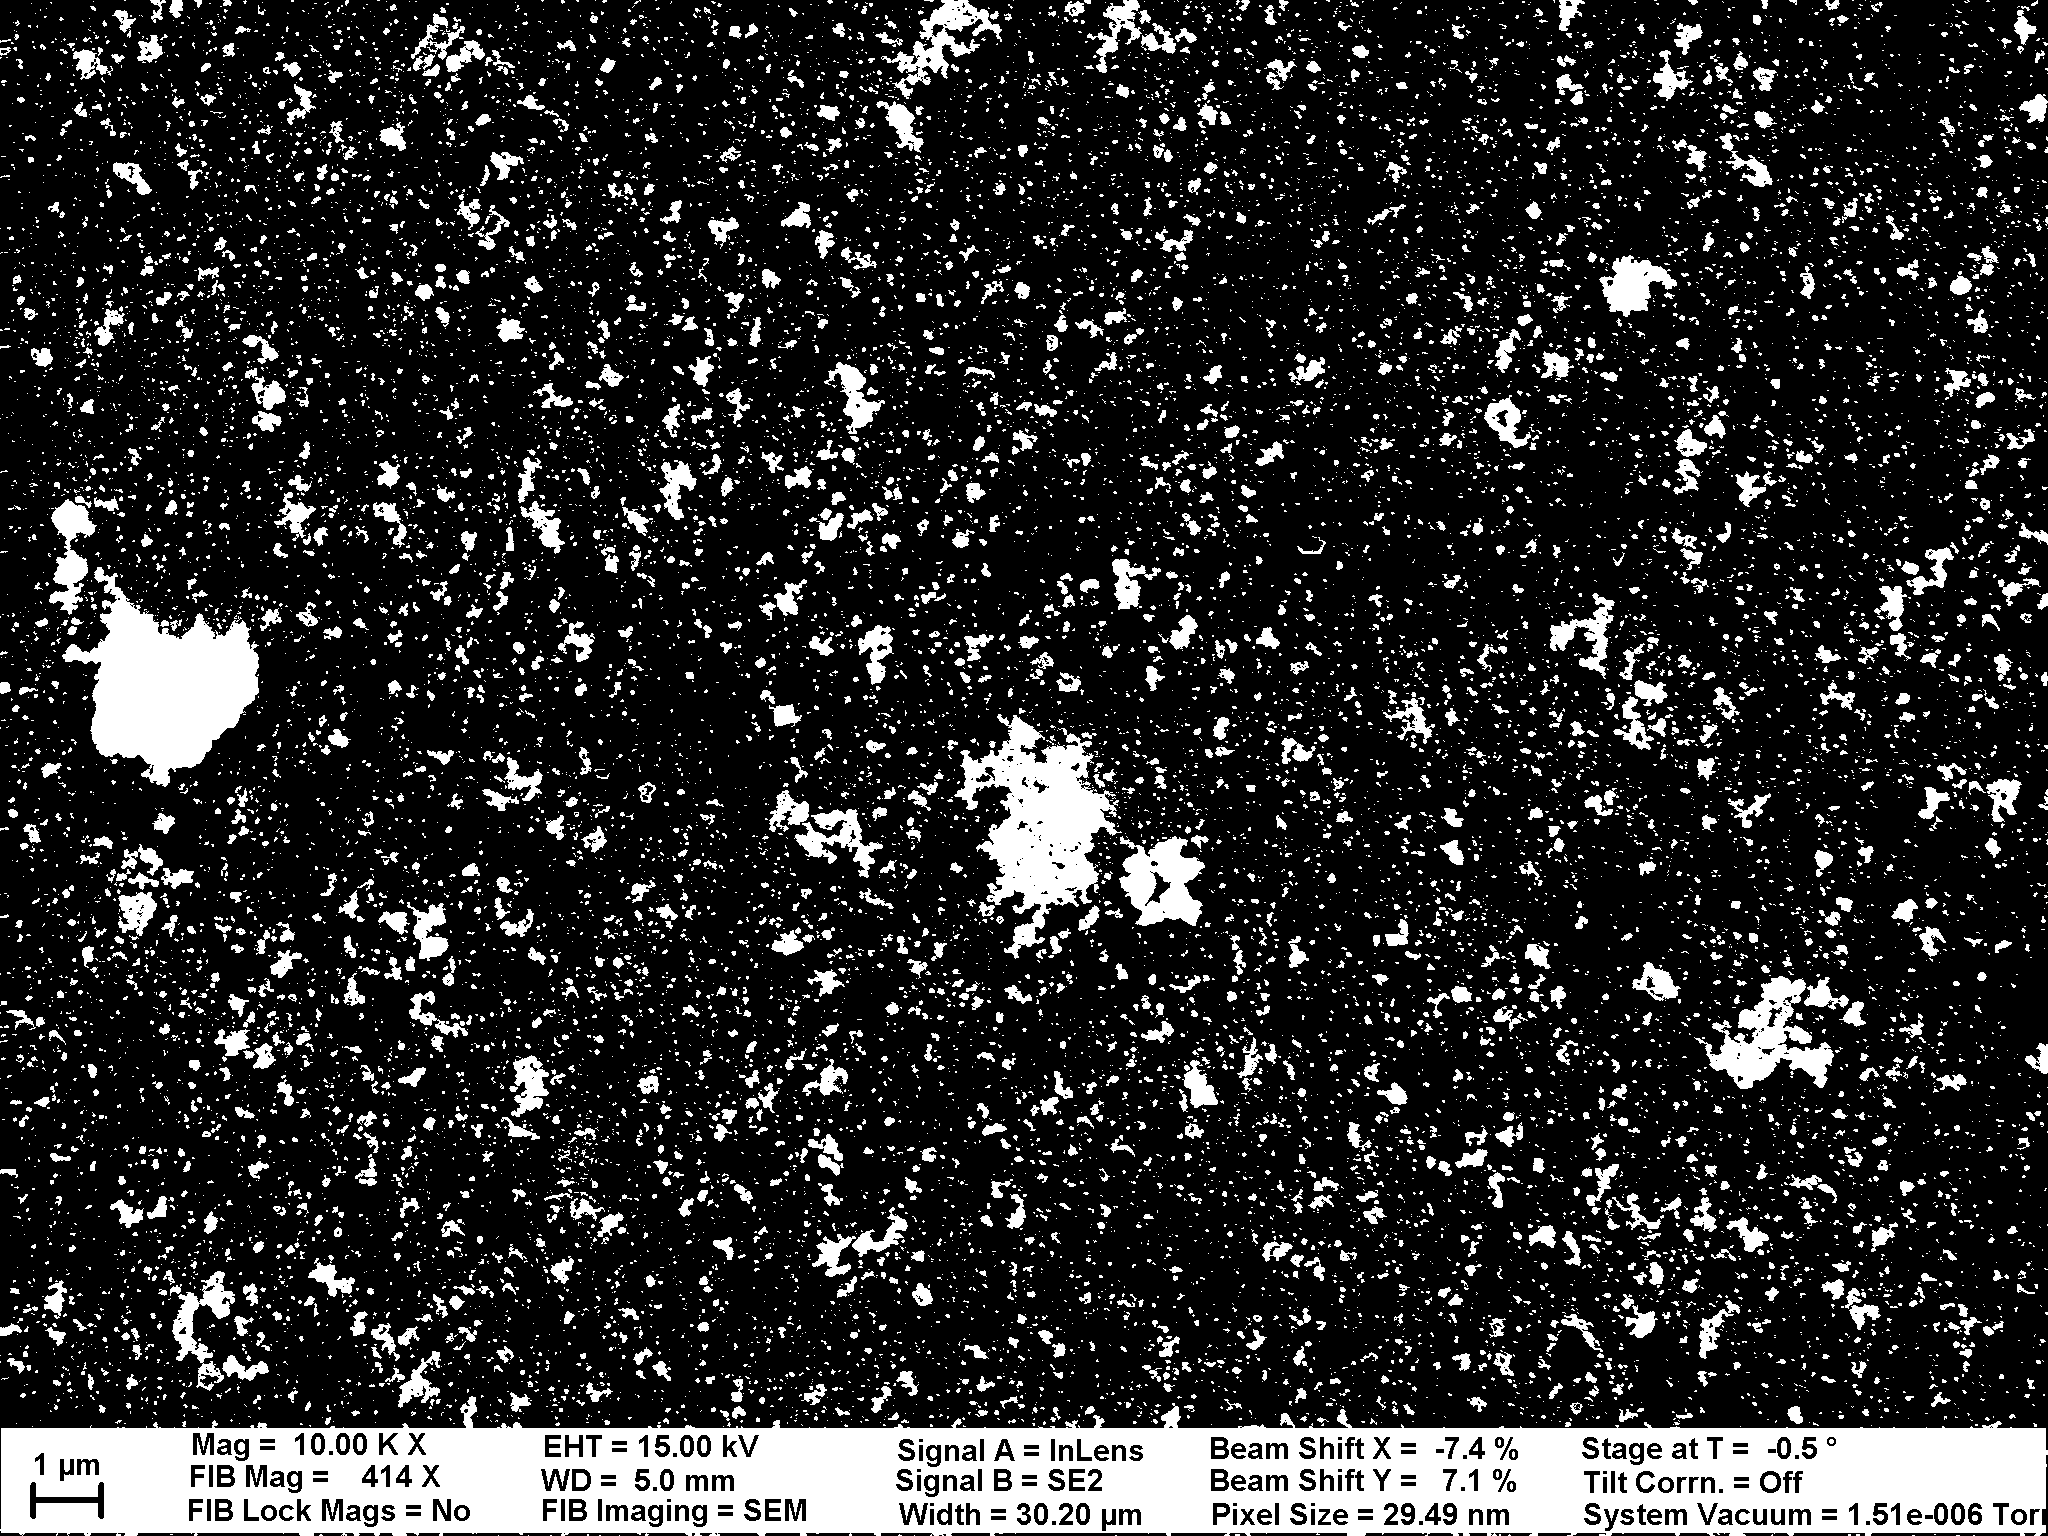 1 µm
Mag = 10.00 K X
FIB Mag = 414 X
FIB Lock Mags = No
EHT = 15.00 kV
WD = 5.0 mm
FIB Imaging = SEM
Signal A = InLens
Signal B = SE2
Width = 30.20 µm
Beam Shift X = -7.4 %
Beam Shift Y = 7.1 %
Pixel Size = 29.49 nm
Stage at T = -0.5 °
Tilt Corrn. = Off
System Vacuum = 1.51e-006 Torr